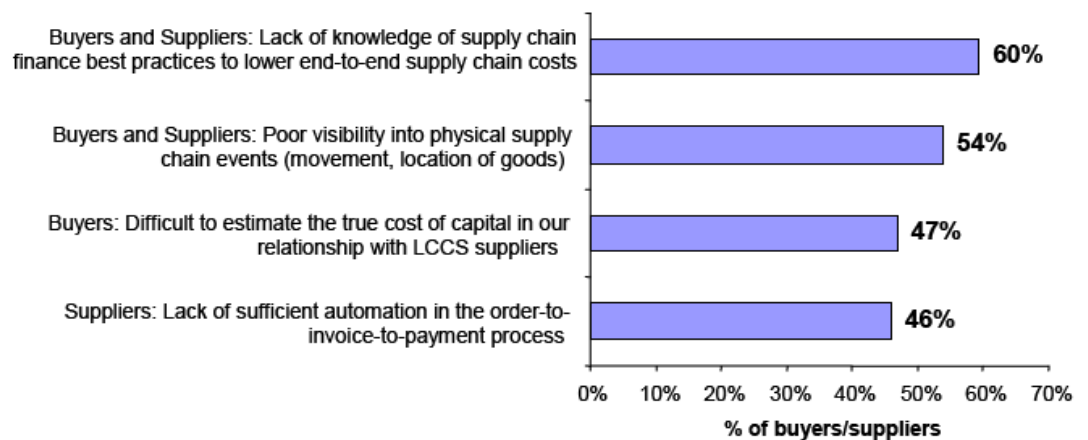 Buyers and Suppliers: Lack of knowledge of supply chain
finance best practices to lower end-to-end supply chain costs
60%
Buyers and Suppliers: Poor visibility into physical supply
chain events (movement, location of goods)
54%
Buyers: Difficult to estimate the true cost of capital in our
relationship with LCCS suppliers
47%
Suppliers: Lack of sufficient automation in the order-to-
invoice-to-payment process
46%
0% 10% 20% 30% 40% 50% 60% 70%
% of buyers/suppliers